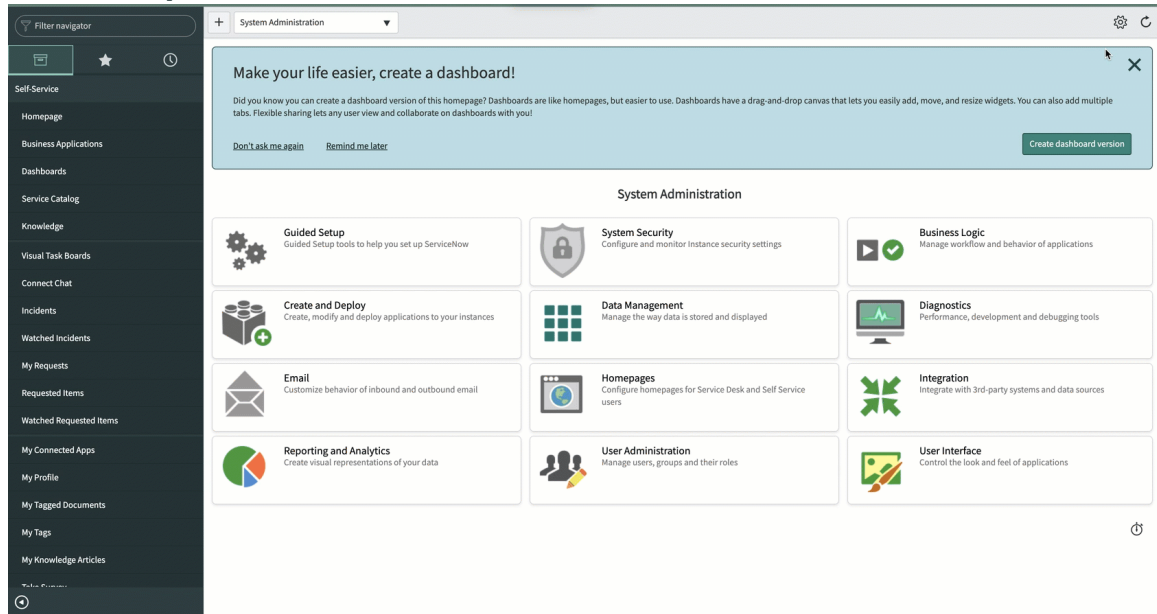 Filter navigator
System Administration
Self-Service
Homepage
Business Applications
Dashboards
Service Catalog
Knowledge
Visual Task Boards
Connect Chat
Incidents
Watched Incidents
My Requests
Requested Items
Watched Requested Items
My Connected Apps
My Profile
My Tagged Documents
My Tags
My Knowledge Articles
Take Survey
Make your life easier, create a dashboard!
Did you know you can create a dashboard version of this homepage? Dashboards are like homepages, but easier to use. Dashboards have a drag-and-drop canvas that lets you easily add, move, and resize widgets. You can also add multiple
tabs. Flexible sharing lets any user view and collaborate on dashboards with you!
Don't ask me again Remind me later
Create dashboard version
System Administration
Guided Setup
Guided Setup tools to help you set up ServiceNow
System Security
Configure and monitor Instance security settings
Business Logic
Manage workflow and behavior of applications
Create and Deploy
Create, modify and deploy applications to your instances
Data Management
Manage the way data is stored and displayed
Diagnostics
Performance, development and debugging tools
Email
Customize behavior of inbound and outbound email
Homepages
Configure homepages for Service Desk and Self Service
users
Integration
Integrate with 3rd-party systems and data sources
Reporting and Analytics
Create visual representations of your data
User Administration
Manage users, groups and their roles
User Interface
Control the look and feel of applications